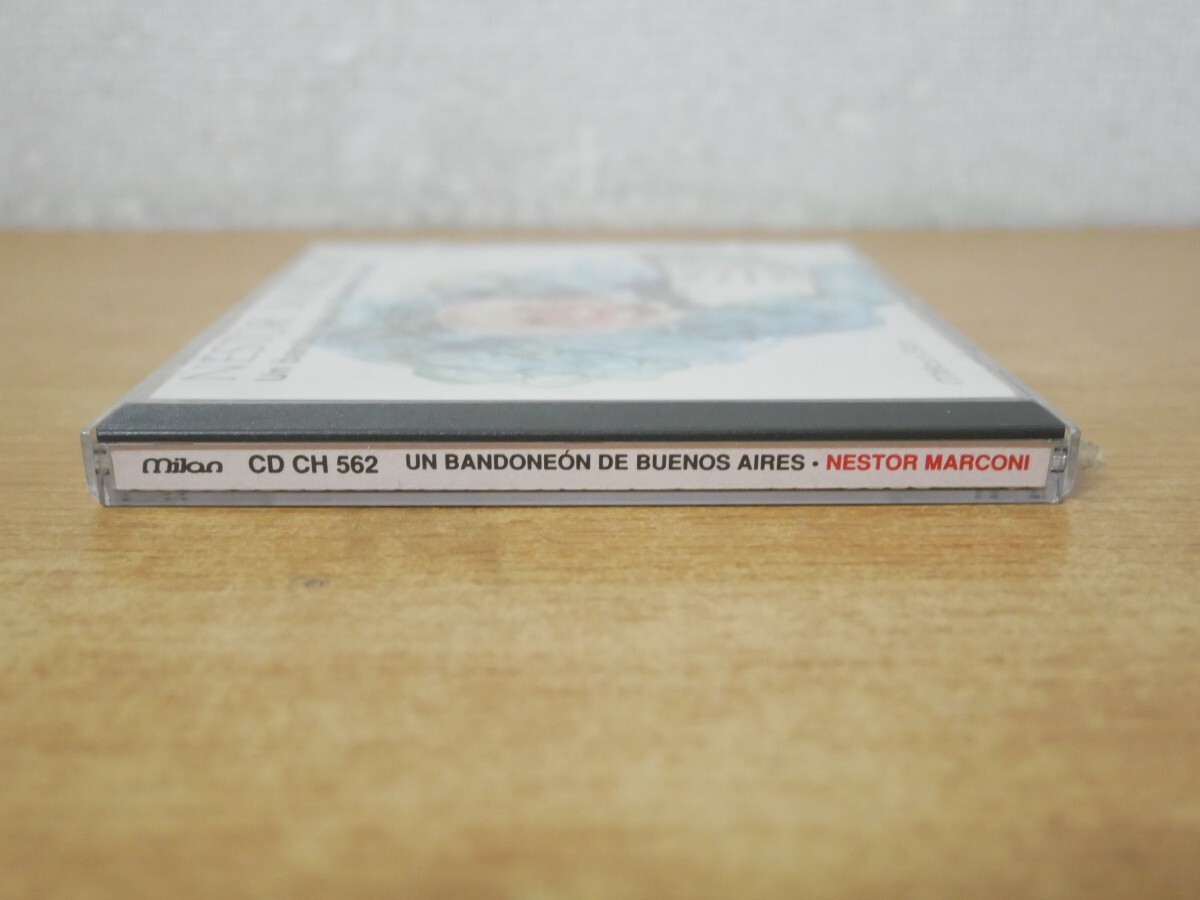 milan CD CH 562 UN BANDONEÓN DE BUENOS AIRES · NESTOR MARCONI